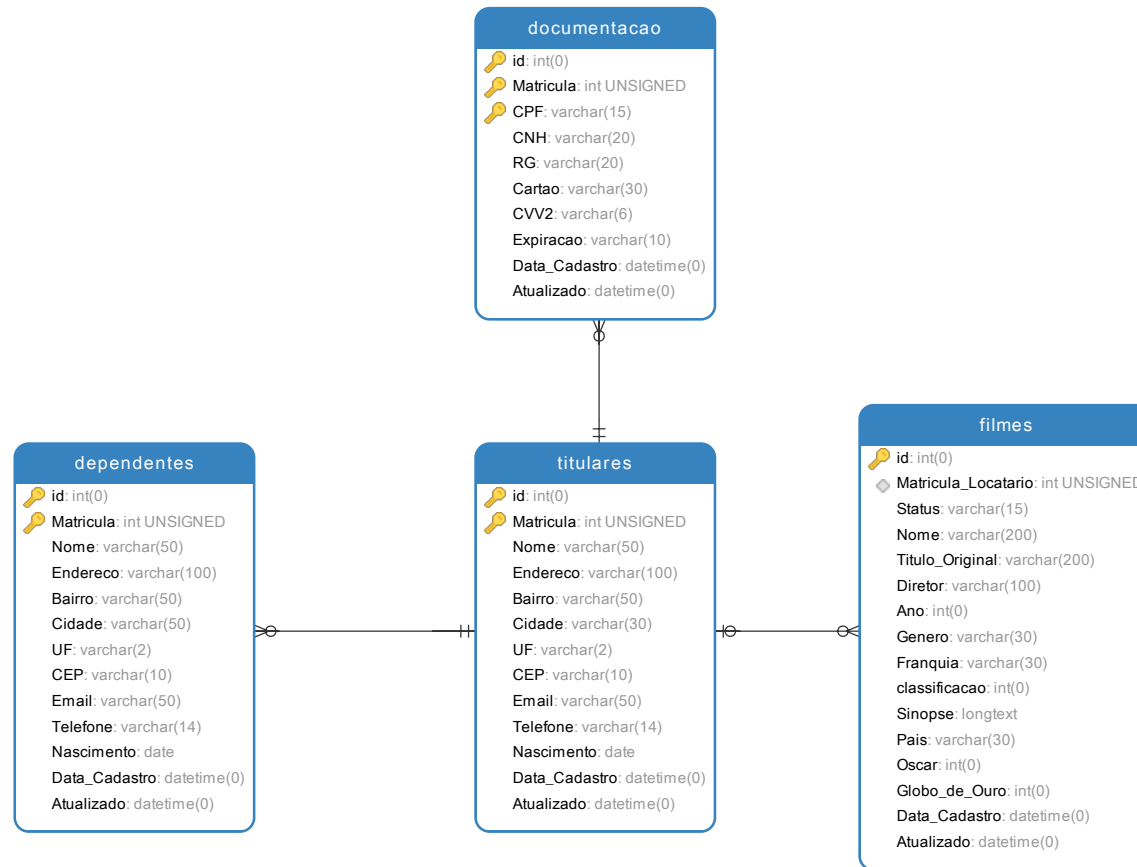 documentacao
id: int(0)
Matricula: int UNSIGNED
CPF: varchar(15)
CNH: varchar(20)
RG: varchar(20)
Cartao: varchar(30)
CVV2: varchar(6)
Expiracao: varchar(10)
Data_Cadastro: datetime(0)
Atualizado: datetime(0)
dependentes
id: int(0)
Matricula: int UNSIGNED
Nome: varchar(50)
Endereco: varchar(100)
Bairro: varchar(50)
Cidade: varchar(50)
UF: varchar(2)
CEP: varchar(10)
Email: varchar(50)
Telefone: varchar(14)
Nascimento: date
Data_Cadastro: datetime(0)
Atualizado: datetime(0)
titulares
id: int(0)
Matricula: int UNSIGNED
Nome: varchar(50)
Endereco: varchar(100)
Bairro: varchar(50)
Cidade: varchar(30)
UF: varchar(2)
CEP: varchar(10)
Email: varchar(50)
Telefone: varchar(14)
Nascimento: date
Data_Cadastro: datetime(0)
Atualizado: datetime(0)
filmes
id: int(0)
Matricula_Locatario: int UNSIGNED
Status: varchar(15)
Nome: varchar(200)
Titulo_Original: varchar(200)
Diretor: varchar(100)
Ano: int(0)
Genero: varchar(30)
Franquia: varchar(30)
classificacao: int(0)
Sinopse: longtext
Pais: varchar(30)
Oscar: int(0)
Globo_de_Ouro: int(0)
Data_Cadastro: datetime(0)
Atualizado: datetime(0)